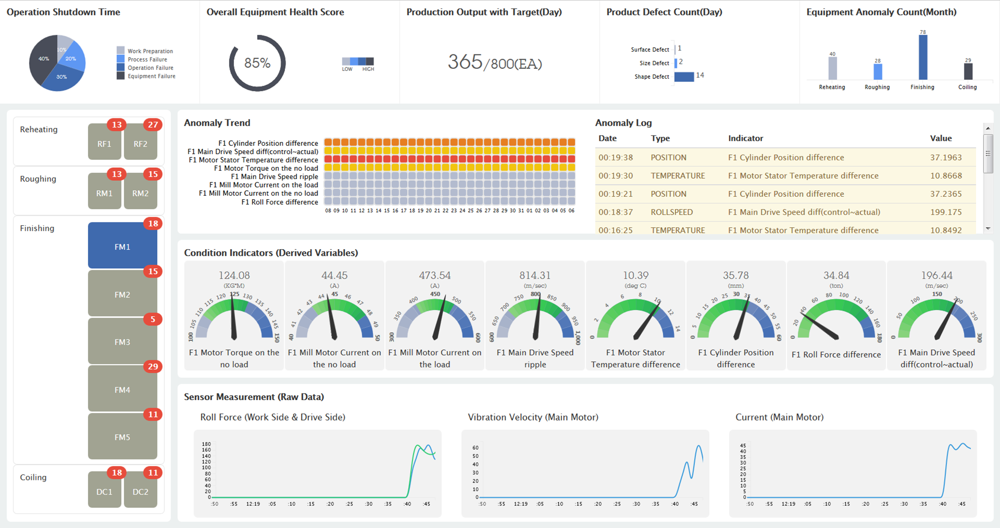 Operation Shutdown Time
10%
20%
30%
40%
Work Preparation
Process Failure
Operation Failure
Equipment Failure
Overall Equipment Health Score
85%
LOW HIGH
Production Output with Target(Day)
365/800(EA)
Product Defect Count(Day)
Surface Defect 1
Size Defect 2
Shape Defect 14
Equipment Anomaly Count(Month)
40 28 78 29
Reheating Roughing Finishing Coiling
Reheating
13 27
RF1 RF2
Roughing
13 15
RM1 RM2
Finishing
18
FM1
15
FM2
5
FM3
29
FM4
11
FM5
Coiling
18 11
DC1 DC2
Anomaly Trend
F1 Cylinder Position difference
F1 Main Drive Speed diff(control~actual)
F1 Motor Stator Temperature difference
F1 Motor Torque on the no load
F1 Main Drive Speed ripple
F1 Mill Motor Current on the load
F1 Mill Motor Current on the no load
F1 Roll Force difference
08 09 10 11 12 13 14 15 16 17 18 19 20 21 22 23 24 25 26 27 28 29 30 31 01 02 03 04 05 06
Anomaly Log
Date Type Indicator Value
00:19:38 POSITION F1 Cylinder Position difference 37.1963
00:19:30 TEMPERATURE F1 Motor Stator Temperature difference 10.8668
00:19:21 POSITION F1 Cylinder Position difference 37.2365
00:18:37 ROLLSPEED F1 Main Drive Speed diff(control~actual) 199.175
00:16:25 TEMPERATURE F1 Motor Stator Temperature difference 10.8492
Condition Indicators (Derived Variables)
124.08
(KG*M)
100 105 110 115 120 125 130 135 140 145 150
F1 Motor Torque on the
no load
44.45
(A)
40 41 42 43 44 45 46 47 48 49 50
F1 Mill Motor Current on
the no load
473.54
(A)
300 350 400 450 500 550 600
F1 Mill Motor Current on
the load
814.31
(m/sec)
600 650 700 750 800 850 900 950 1,000
F1 Main Drive Speed
ripple
10.39
(deg C)
0 2 4 6 8 10 12 14
F1 Motor Stator
Temperature difference
35.78
(mm)
0 5 10 15 20 25 30 35 40 45 50 55 60
F1 Cylinder Position
difference
34.84
(ton)
0 20 40 60 80 100 120 140 160 180
F1 Roll Force difference
196.44
(m/sec)
0 50 100 150 200 250 300
F1 Main Drive Speed
diff(control~actual)
Sensor Measurement (Raw Data)
Roll Force (Work Side & Drive Side)
180
160
140
120
100
80
60
40
20
0
:50 :55 12:19 :05 :10 :15 :20 :25 :30 :35 :40 :45
Vibration Velocity (Main Motor)
60
50
40
30
20
10
0
:50 :55 12:19 :05 :10 :15 :20 :25 :30 :35 :40 :45
Current (Main Motor)
45
40
35
30
25
20
15
10
5
0
:50 :55 12:19 :05 :10 :15 :20 :25 :30 :35 :40 :45